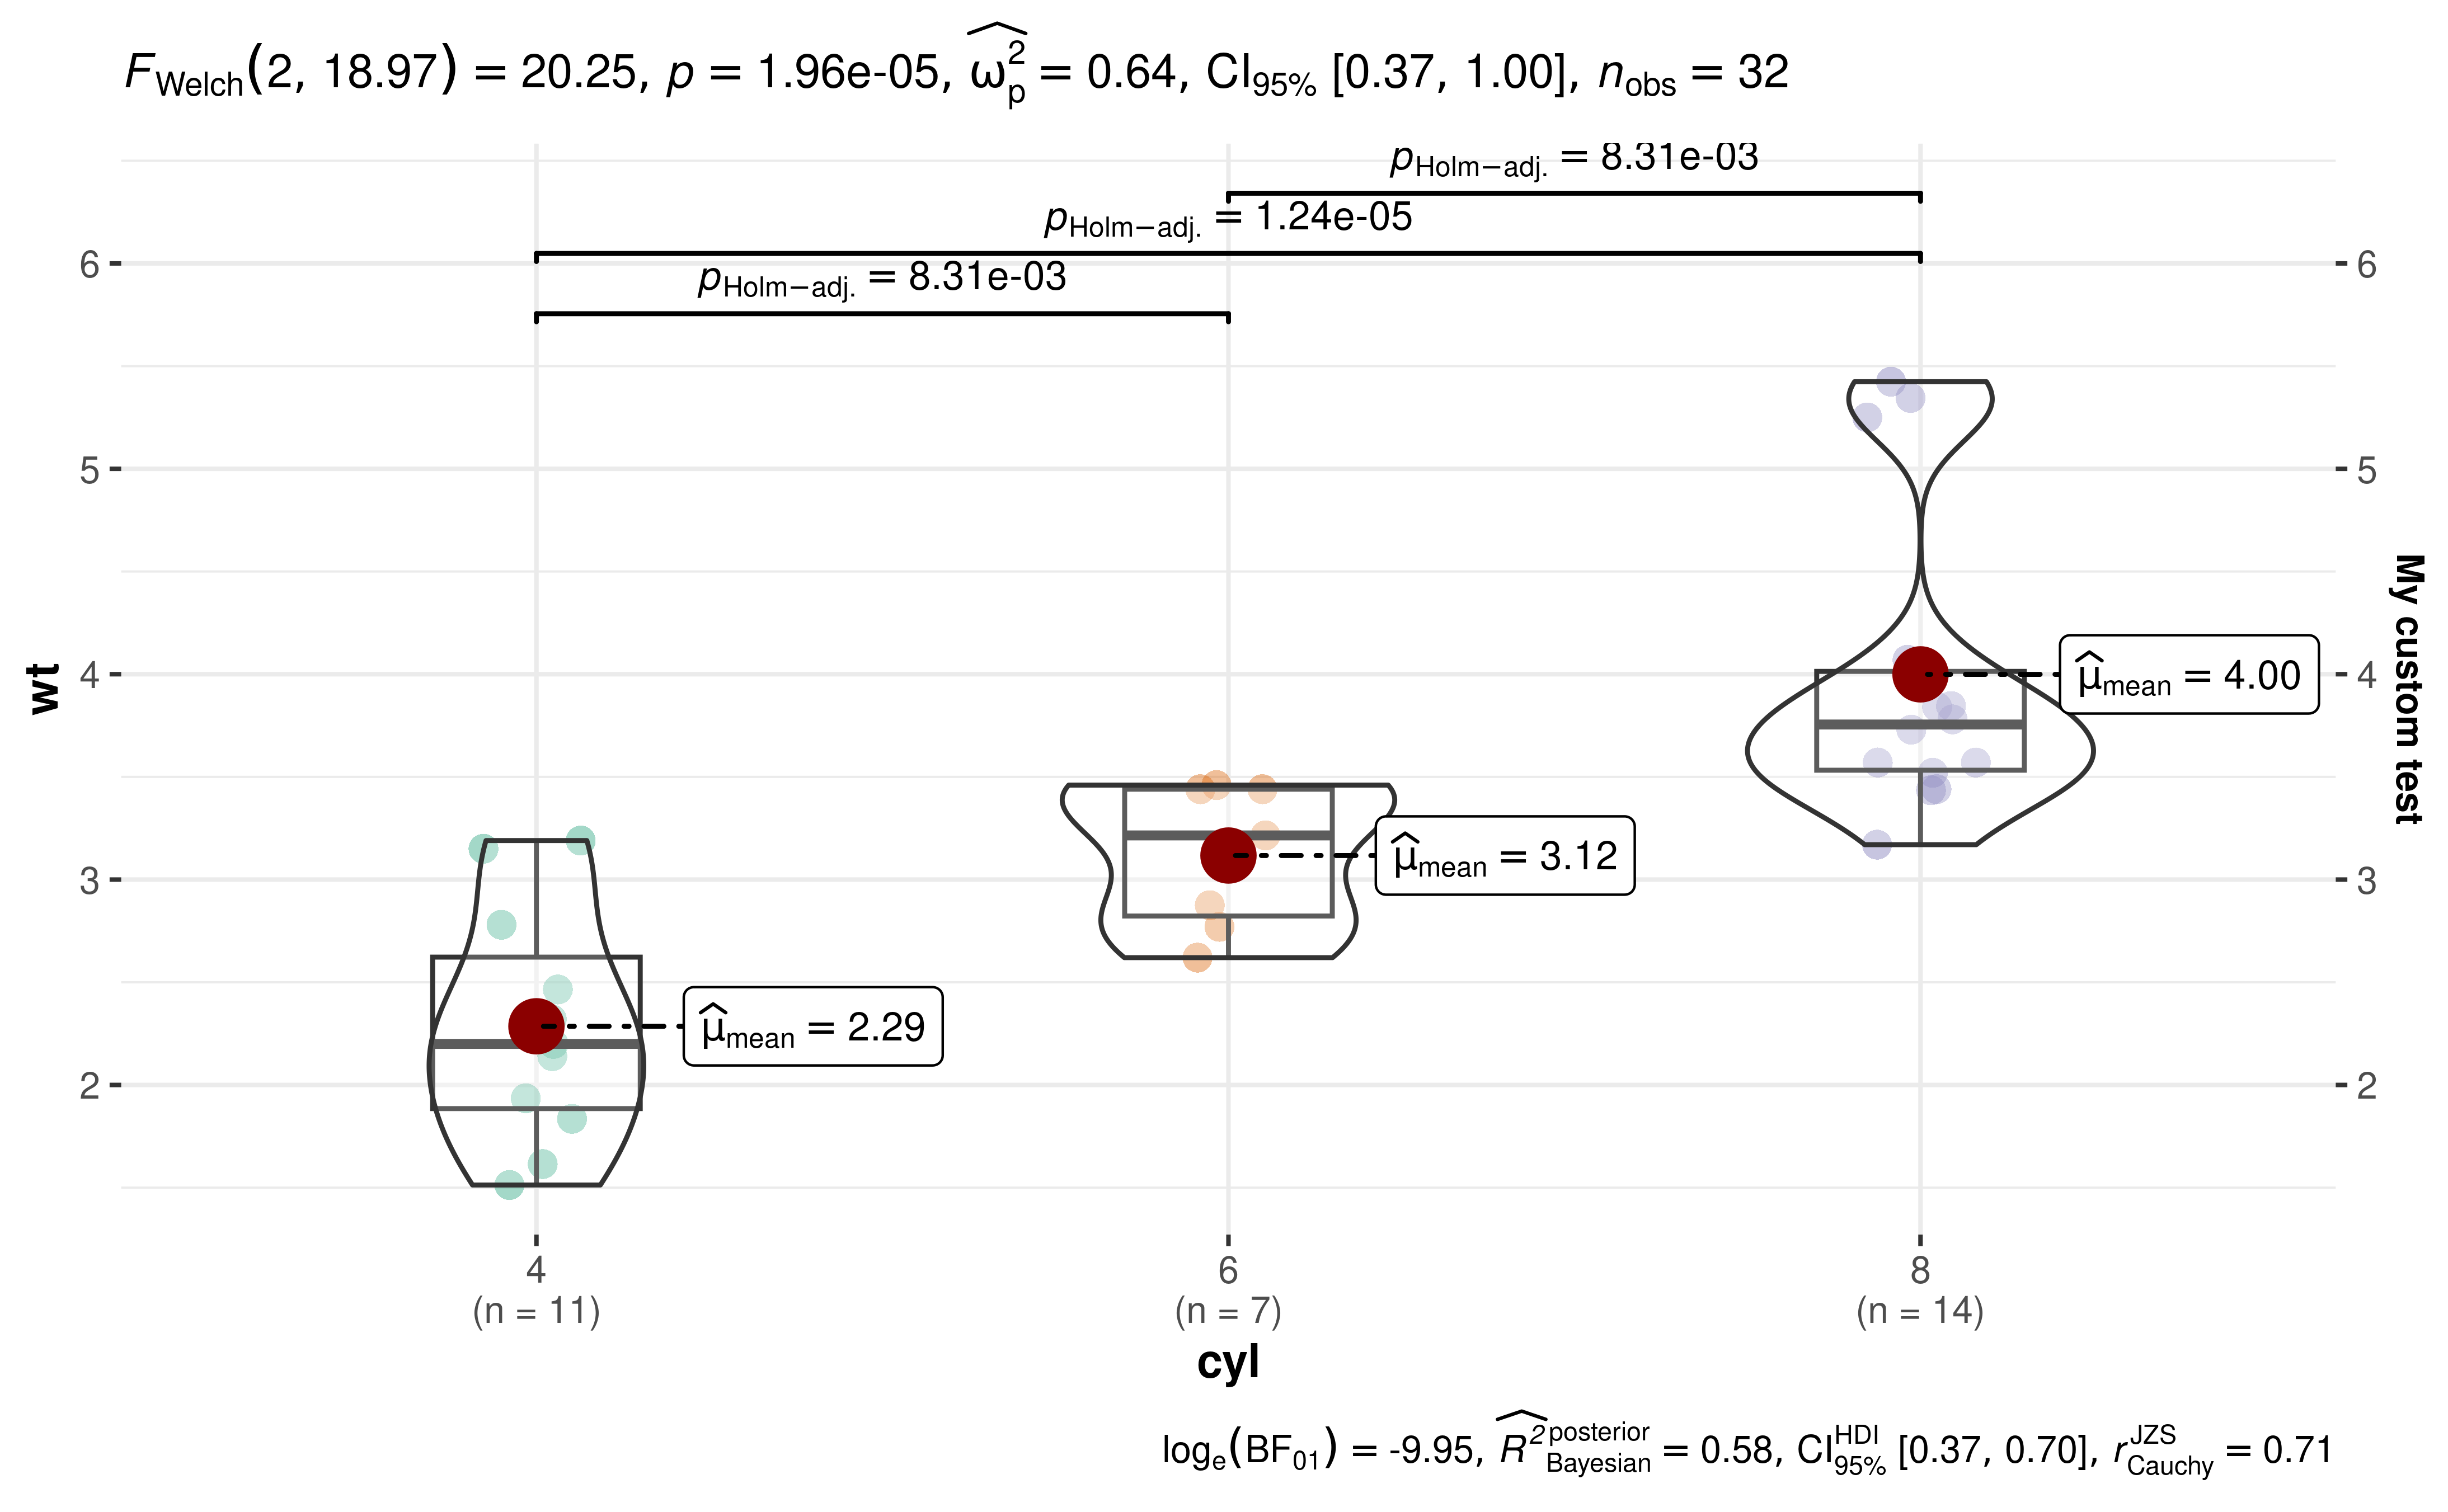 F_Welch(2, 18.97) = 20.25, p = 1.96e-05, ω̂²_p = 0.64, CI_95% [0.37, 1.00], n_obs = 32
p_Holm−adj. = 8.31e-03
p_Holm−adj. = 1.24e-05
p_Holm−adj. = 8.31e-03
6
6
5
5
4
4
3
3
2
2
wt
My custom test
μ̂_mean = 4.00
μ̂_mean = 3.12
μ̂_mean = 2.29
4
(n = 11)
6
(n = 7)
8
(n = 14)
cyl
log_e(BF_01) = -9.95, R̂²^posterior_Bayesian = 0.58, CI^HDI_95% [0.37, 0.70], r^JZS_Cauchy = 0.71